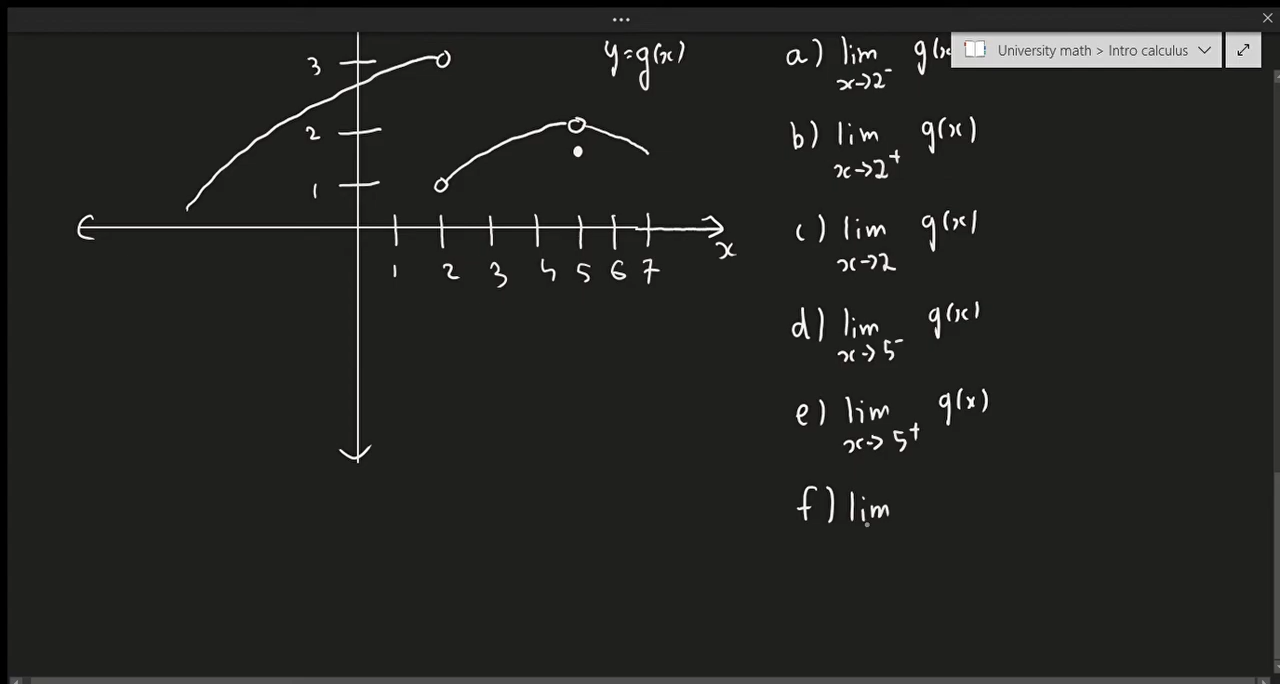 University math > Intro calculus
y=g(x)
3
2
1
1 2 3 4 5 6 7
x
a) lim g(x
x→2⁻
b) lim g(x)
x→2⁺
c) lim g(x)
x→2
d) lim g(x)
x→5⁻
e) lim g(x)
x→5⁺
f) lim